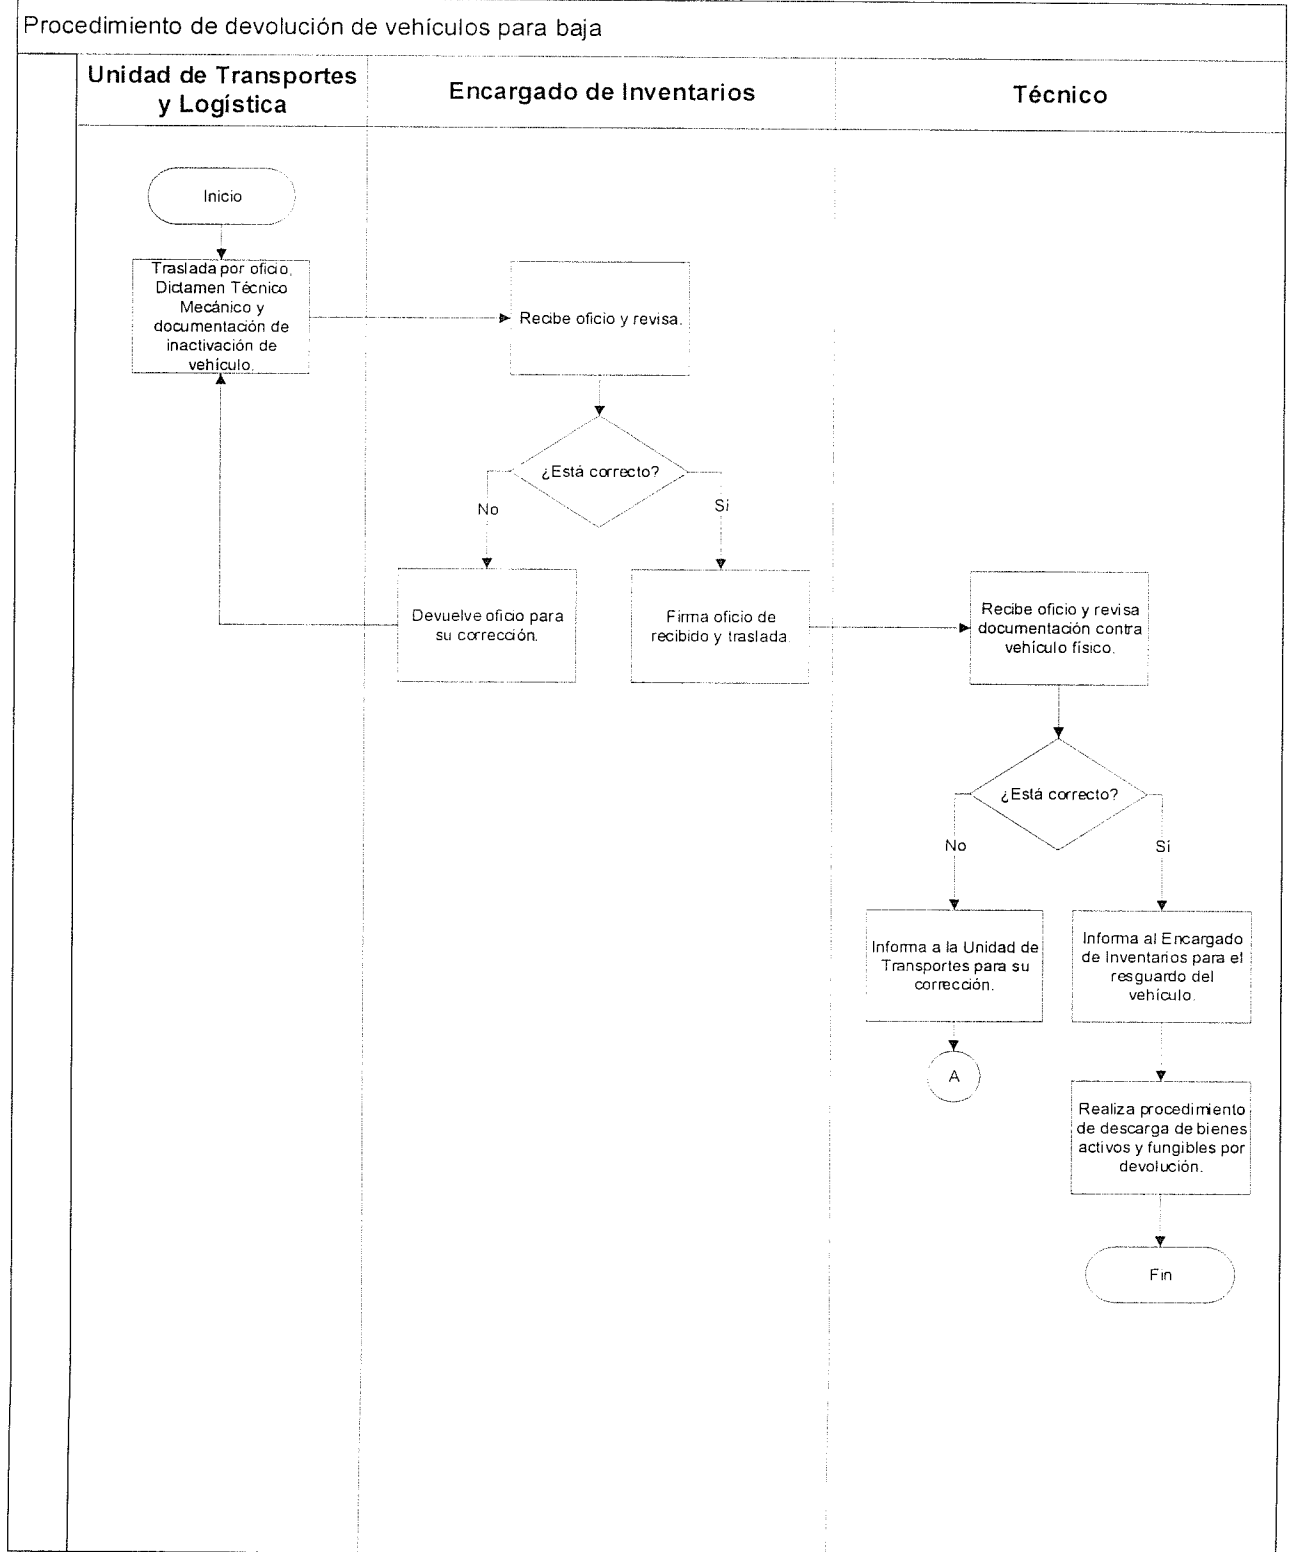 Procedimiento de devolución de vehículos para baja
Unidad de Transportes
y Logística
Encargado de Inventarios
Técnico
Inicio
Traslada por oficio,
Dictamen Técnico
Mecánico y
documentación de
inactivación de
vehículo.
Recibe oficio y revisa.
¿Está correcto?
No
Sí
Devuelve oficio para
su corrección.
Firma oficio de
recibido y traslada.
Recibe oficio y revisa
documentación contra
vehículo físico.
¿Está correcto?
No
Sí
Informa a la Unidad de
Transportes para su
corrección.
Informa al Encargado
de Inventarios para el
resguardo del
vehículo.
A
Realiza procedimiento
de descarga de bienes
activos y fungibles por
devolución.
Fin